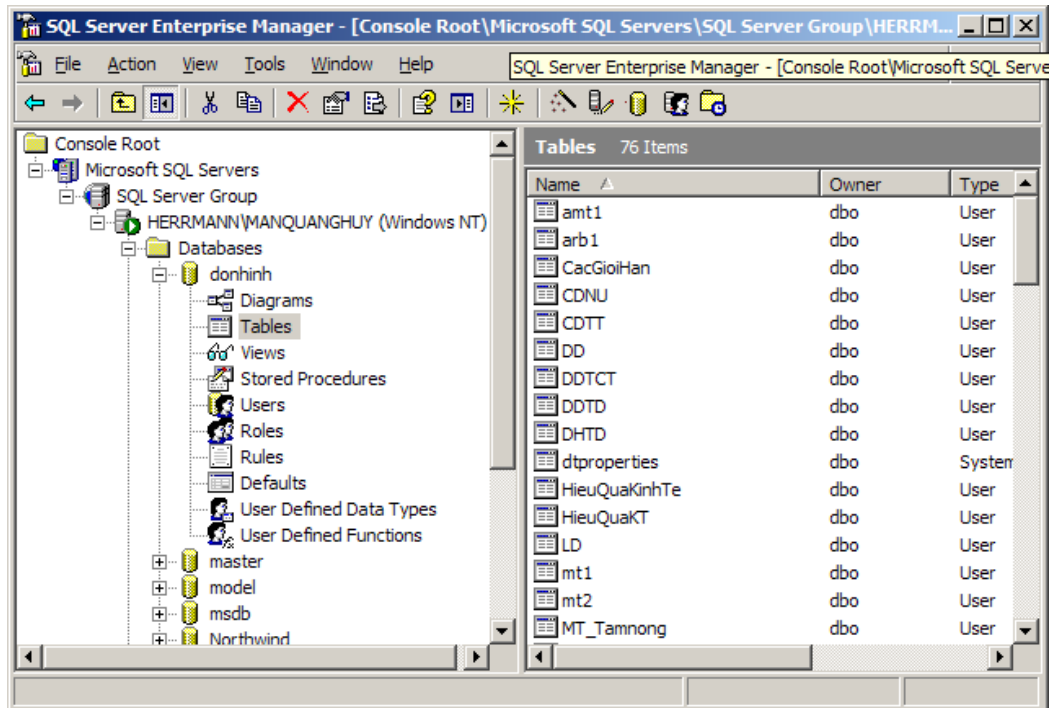 SQL Server Enterprise Manager - [Console Root\Microsoft SQL Servers\SQL Server Group\HERRM...
File Action View Tools Window Help
SQL Server Enterprise Manager - [Console Root\Microsoft SQL Serve
Console Root
Microsoft SQL Servers
SQL Server Group
HERRMANN\MANQUANGHUY (Windows NT)
Databases
donhinh
Diagrams
Tables
Views
Stored Procedures
Users
Roles
Rules
Defaults
User Defined Data Types
User Defined Functions
master
model
msdb
Northwind
Tables 76 Items
Name Owner Type
amt1 dbo User
arb1 dbo User
CacGioiHan dbo User
CDNU dbo User
CDTT dbo User
DD dbo User
DDTCT dbo User
DDTD dbo User
DHTD dbo User
dtproperties dbo System
HieuQuaKinhTe dbo User
HieuQuaKT dbo User
LD dbo User
mt1 dbo User
mt2 dbo User
MT_Tamnong dbo User